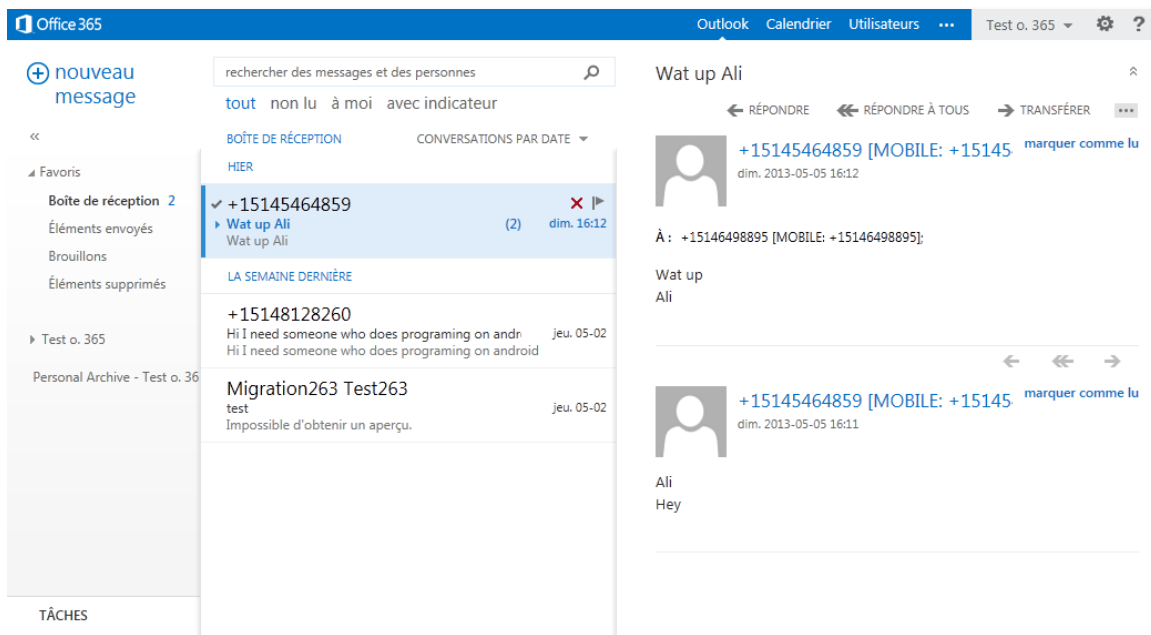 Office 365
Outlook Calendrier Utilisateurs ••• Test o. 365 ?
nouveau
message
«
Favoris
Boîte de réception 2
Éléments envoyés
Brouillons
Éléments supprimés
Test o. 365
Personal Archive - Test o. 36
TÂCHES
rechercher des messages et des personnes
tout non lu à moi avec indicateur
BOÎTE DE RÉCEPTION CONVERSATIONS PAR DATE
HIER
+15145464859
Wat up Ali (2) dim. 16:12
Wat up Ali
LA SEMAINE DERNIÈRE
+15148128260
Hi I need someone who does programing on andr jeu. 05-02
Hi I need someone who does programing on android
Migration263 Test263
test jeu. 05-02
Impossible d'obtenir un aperçu.
Wat up Ali
RÉPONDRE RÉPONDRE À TOUS TRANSFÉRER •••
+15145464859 [MOBILE: +15145 marquer comme lu
dim. 2013-05-05 16:12
À : +15146498895 [MOBILE: +15146498895];
Wat up
Ali
+15145464859 [MOBILE: +15145 marquer comme lu
dim. 2013-05-05 16:11
Ali
Hey